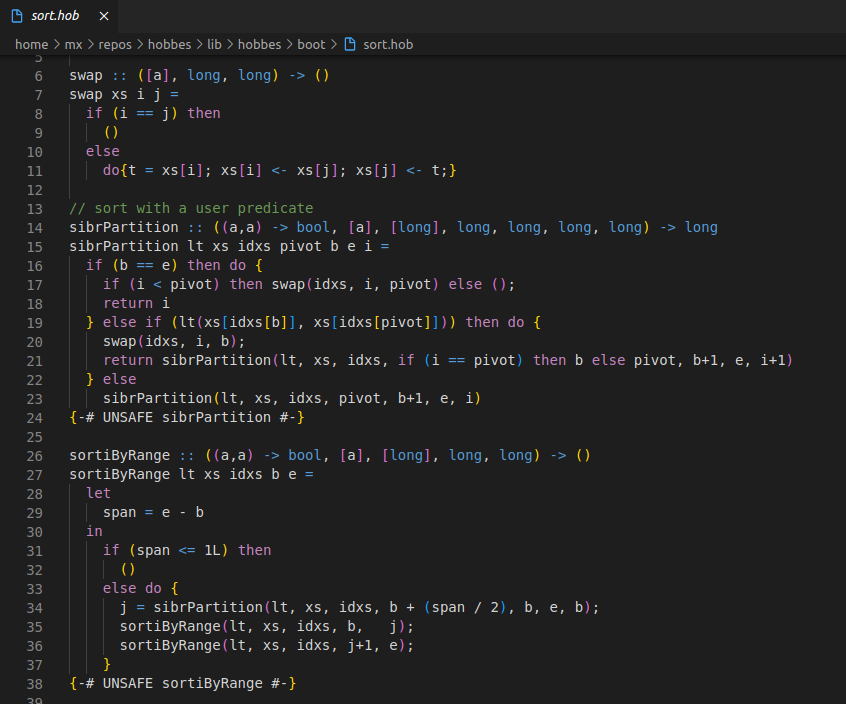 sort.hob ×
home > mx > repos > hobbes > lib > hobbes > boot > sort.hob
5
6 swap :: ([a], long, long) -> ()
7 swap xs i j =
8   if (i == j) then
9     ()
10   else
11     do{t = xs[i]; xs[i] <- xs[j]; xs[j] <- t;}
12
13 // sort with a user predicate
14 sibrPartition :: ((a,a) -> bool, [a], [long], long, long, long, long) -> long
15 sibrPartition lt xs idxs pivot b e i =
16   if (b == e) then do {
17     if (i < pivot) then swap(idxs, i, pivot) else ();
18     return i
19   } else if (lt(xs[idxs[b]], xs[idxs[pivot]])) then do {
20     swap(idxs, i, b);
21     return sibrPartition(lt, xs, idxs, if (i == pivot) then b else pivot, b+1, e, i+1)
22   } else
23     sibrPartition(lt, xs, idxs, pivot, b+1, e, i)
24 {-# UNSAFE sibrPartition #-}
25
26 sortiByRange :: ((a,a) -> bool, [a], [long], long, long) -> ()
27 sortiByRange lt xs idxs b e =
28   let
29     span = e - b
30   in
31     if (span <= 1L) then
32       ()
33     else do {
34       j = sibrPartition(lt, xs, idxs, b + (span / 2), b, e, b);
35       sortiByRange(lt, xs, idxs, b,   j);
36       sortiByRange(lt, xs, idxs, j+1, e);
37     }
38 {-# UNSAFE sortiByRange #-}
39